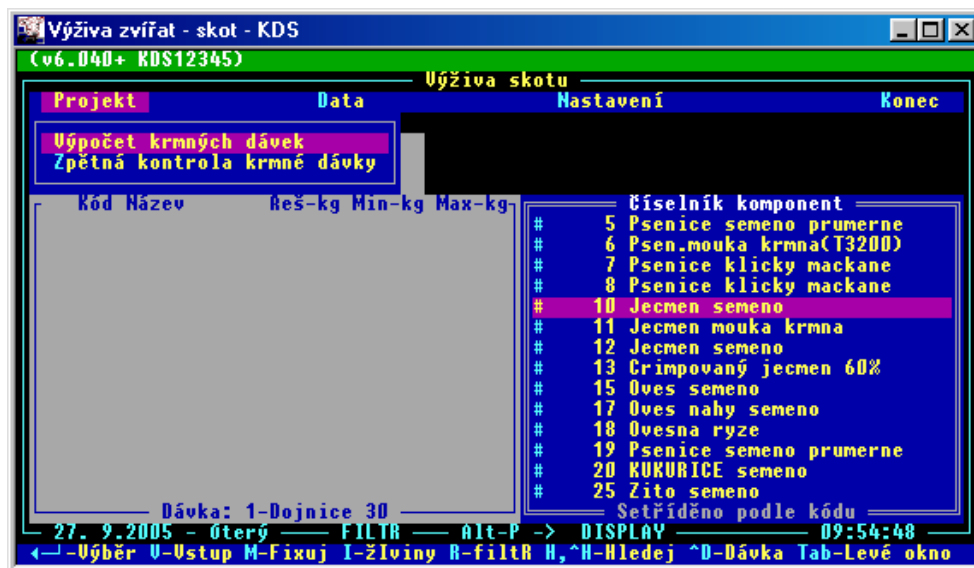 Výživa zvířat - skot - KDS
(v6.040+ KDS12345)
Výživa skotu
Projekt Data Nastavení Konec
Výpočet krmných dávek
Zpětná kontrola krmné dávky
Kód Název Reš-kg Min-kg Max-kg
Číselník komponent
# 5 Psenice semeno prumerne
# 6 Psen.mouka krmna(T3200)
# 7 Psenice klicky mackane
# 8 Psenice klicky mackane
# 10 Jecmen semeno
# 11 Jecmen mouka krmna
# 12 Jecmen semeno
# 13 Crimpovaný jecmen 60%
# 15 Oves semeno
# 17 Oves nahy semeno
# 18 Ovesna ryze
# 19 Psenice semeno prumerne
# 20 KUKURICE semeno
# 25 Zito semeno
Dávka: 1-Dojnice 30
Setříděno podle kódu
27. 9.2005 - úterý FILTR Alt-P -> DISPLAY 09:54:48
◄─┘-Výběr V-Vstup M-Fixuj I-žIviny R-filtR H,^H-Hledej ^D-Dávka Tab-Levé okno